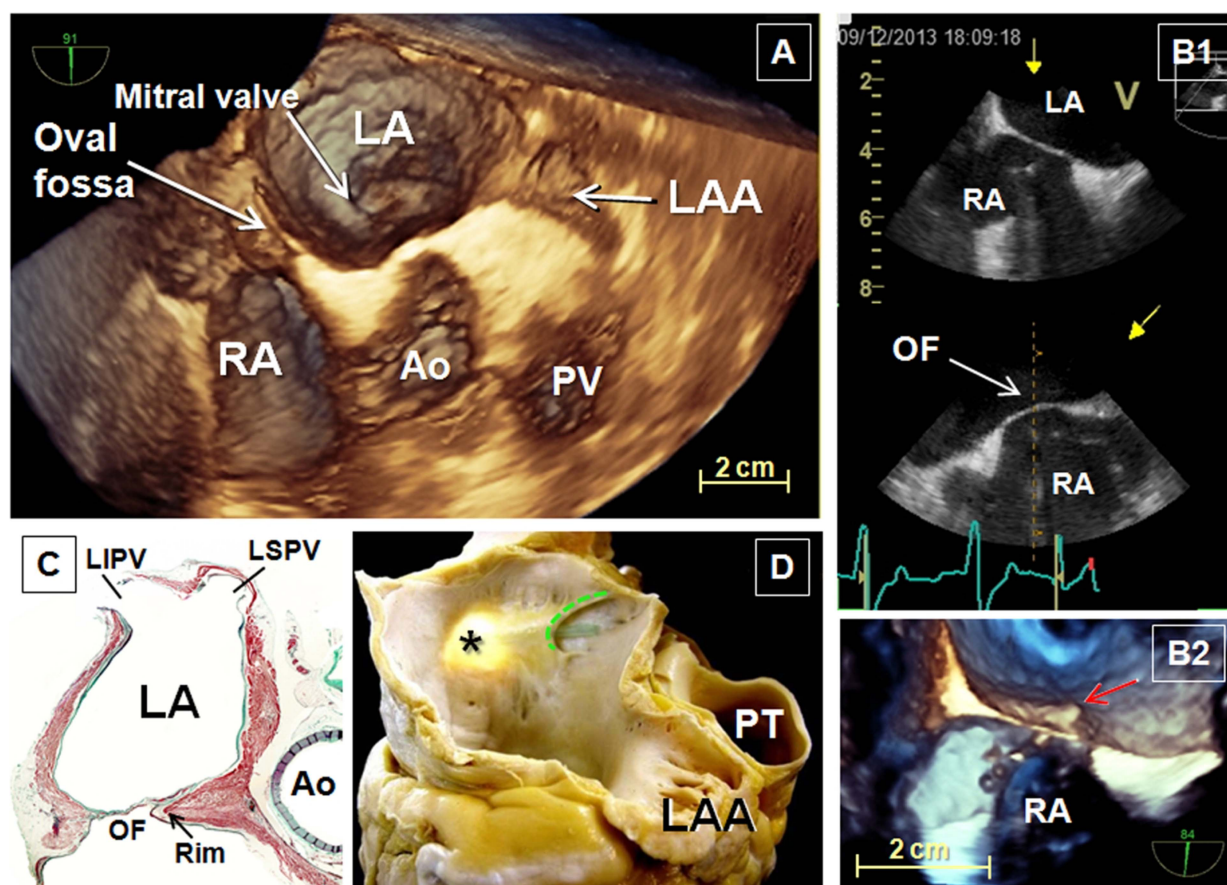 91
A
Mitral valve
LA
Oval
fossa
LAA
RA
Ao
PV
2 cm
09/12/2013 18:09:18
B1
2
LA
V
4
RA
6
8
OF
RA
C
LIPV
LSPV
LA
Ao
OF
Rim
D
*
PT
LAA
B2
RA
2 cm
84